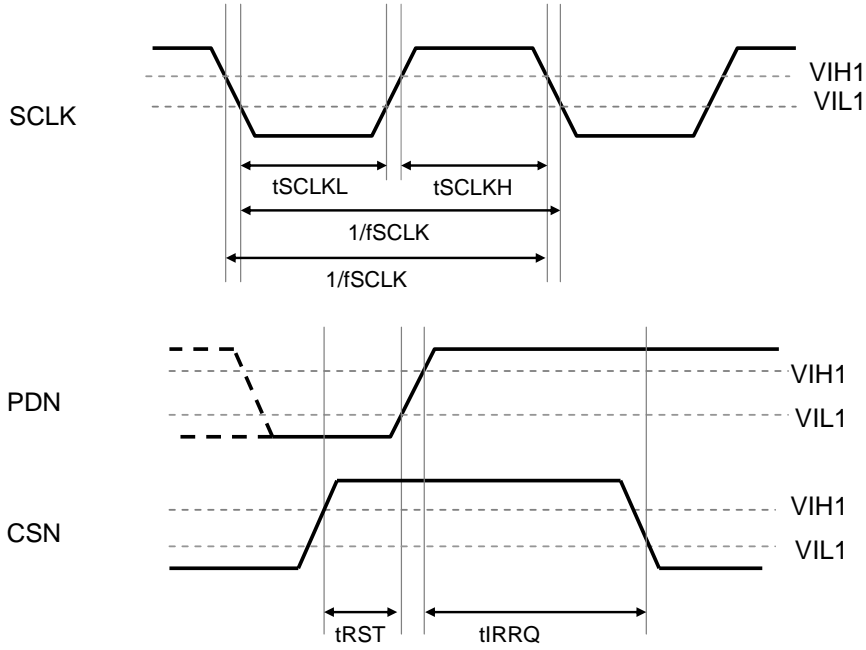 VIH1
VIL1
SCLK
tSCLKL
tSCLKH
1/fSCLK
1/fSCLK
VIH1
PDN
VIL1
VIH1
CSN
VIL1
tRST
tIRRQ